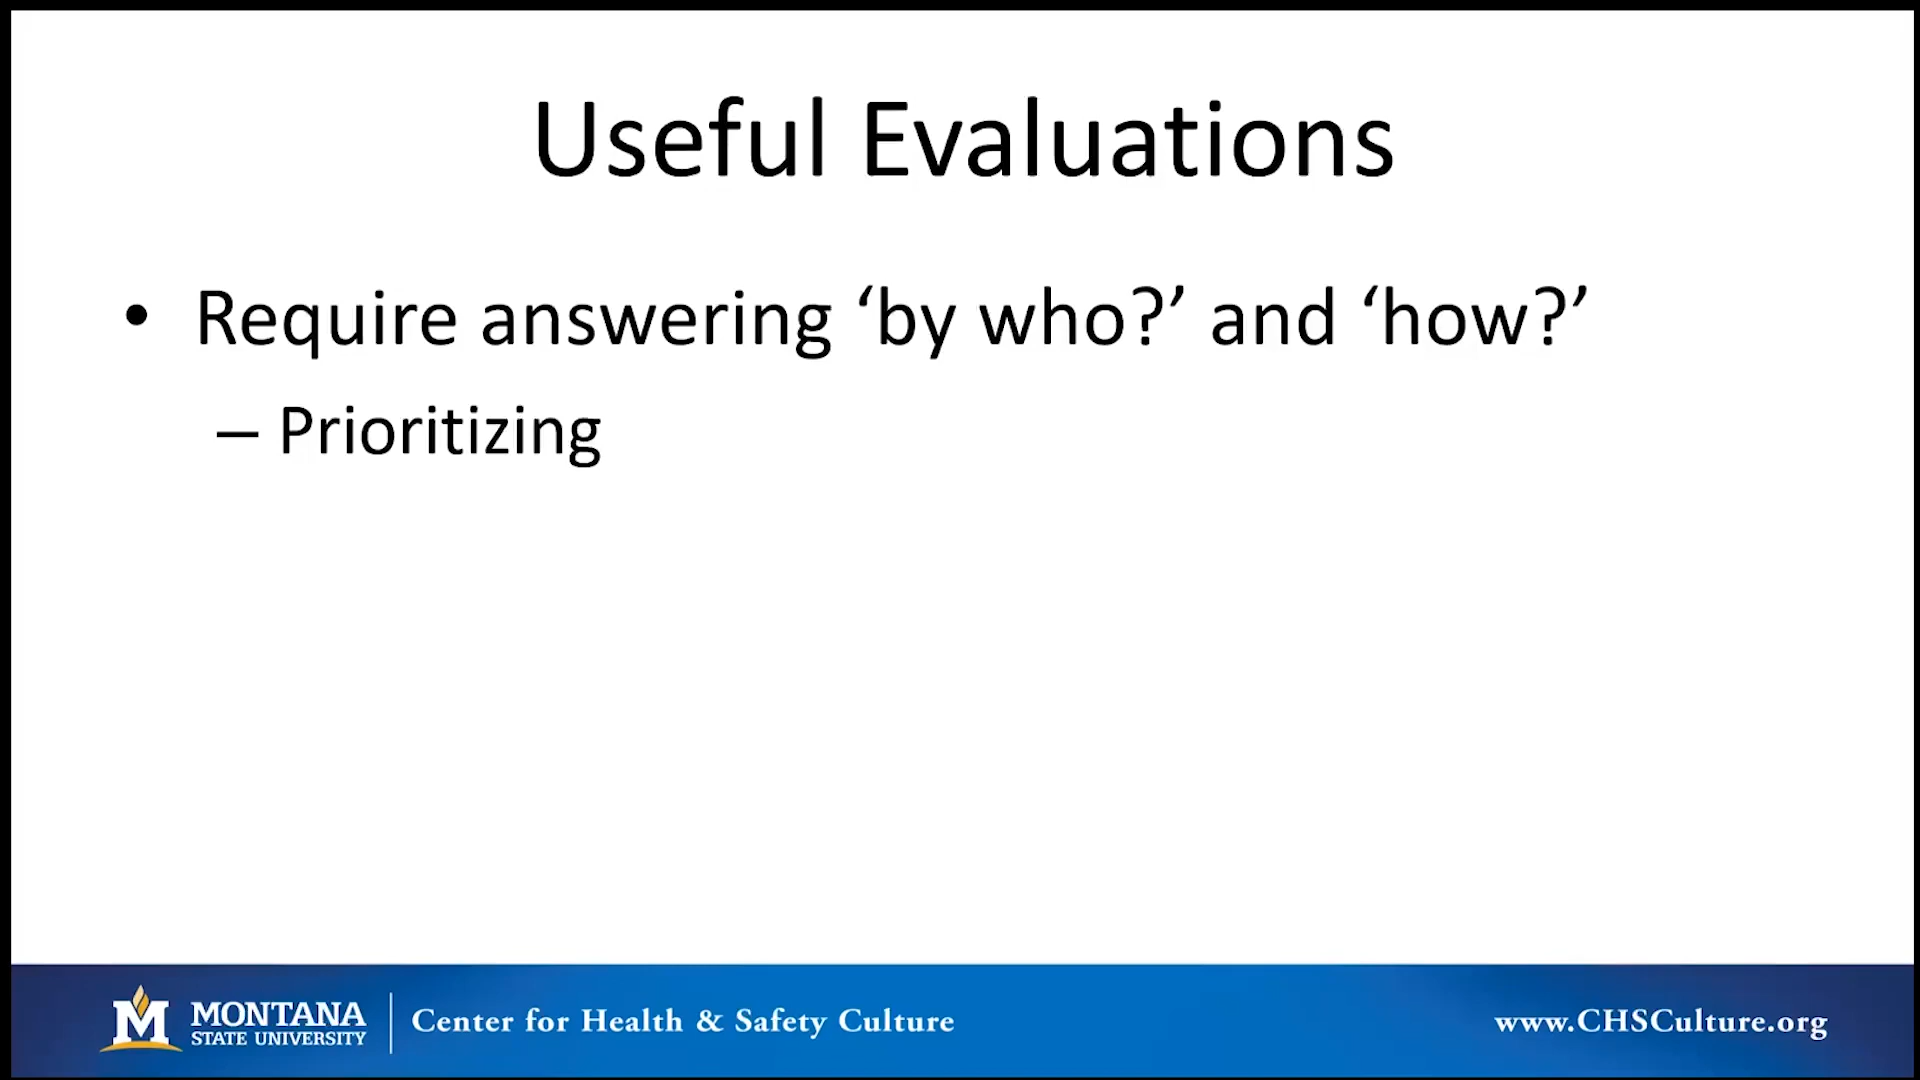 Useful Evaluations
• Require answering ‘by who?’ and ‘how?’
– Prioritizing
M MONTANA
STATE UNIVERSITY
Center for Health & Safety Culture
www.CHSCulture.org